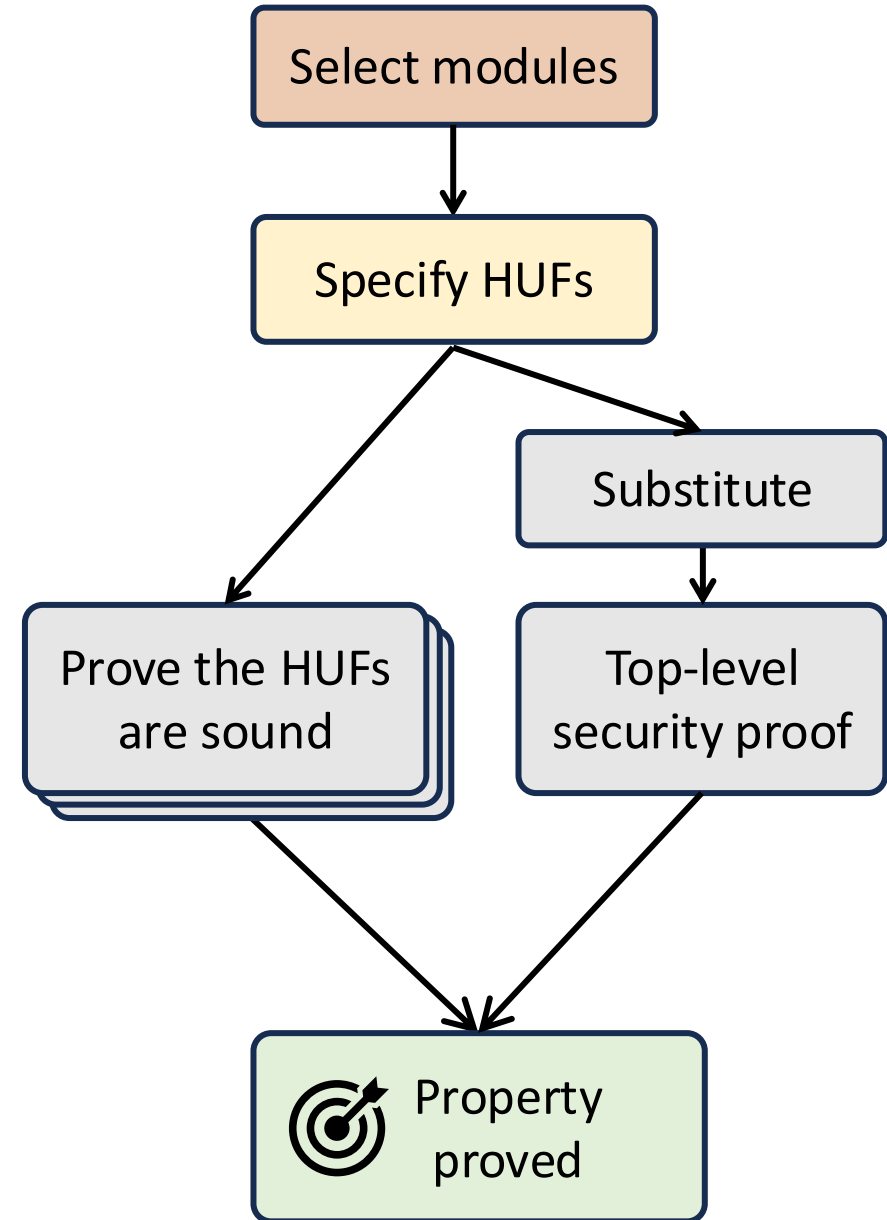 Select modules
Specify HUFs
Substitute
Prove the HUFs
are sound
Top-level
security proof
Property
proved